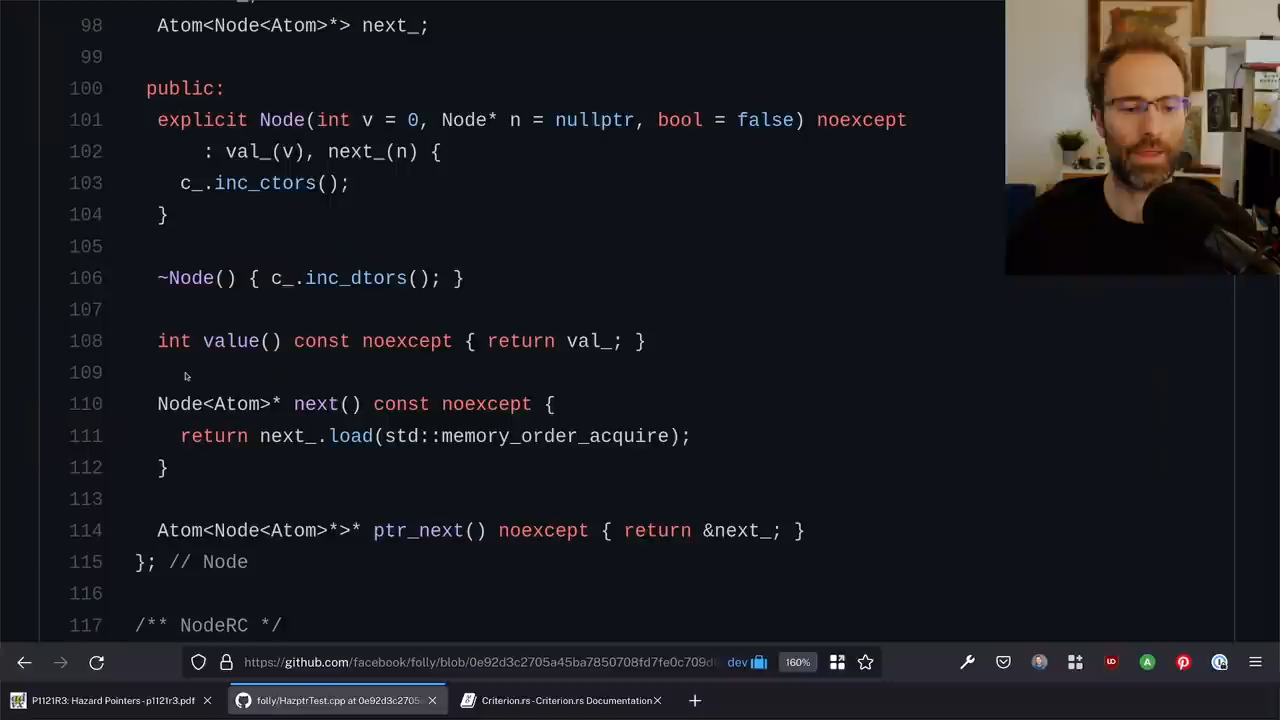 98 Atom<Node<Atom>*> next_;
99
100 public:
101 explicit Node(int v = 0, Node* n = nullptr, bool = false) noexcept
102 : val_(v), next_(n) {
103 c_.inc_ctors();
104 }
105
106 ~Node() { c_.inc_dtors(); }
107
108 int value() const noexcept { return val_; }
109
110 Node<Atom>* next() const noexcept {
111 return next_.load(std::memory_order_acquire);
112 }
113
114 Atom<Node<Atom>*>* ptr_next() noexcept { return &next_; }
115 }; // Node
116
117 /** NodeRC */
https://github.com/facebook/folly/blob/0e92d3c2705a45ba7850708fd7fe0c709d dev 160%
P1121R3: Hazard Pointers - p1121r3.pdf folly/HazptrTest.cpp at 0e92d3c2705 Criterion.rs - Criterion.rs Documentation